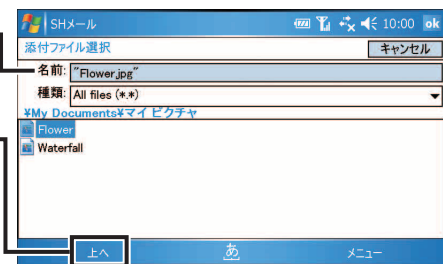 SHメール 10:00 ok
添付ファイル選択 キャンセル
名前: "Flower.jpg"
種類: All files (*.*)
¥My Documents¥マイ ピクチャ
Flower
Waterfall
上へ あ メニュー